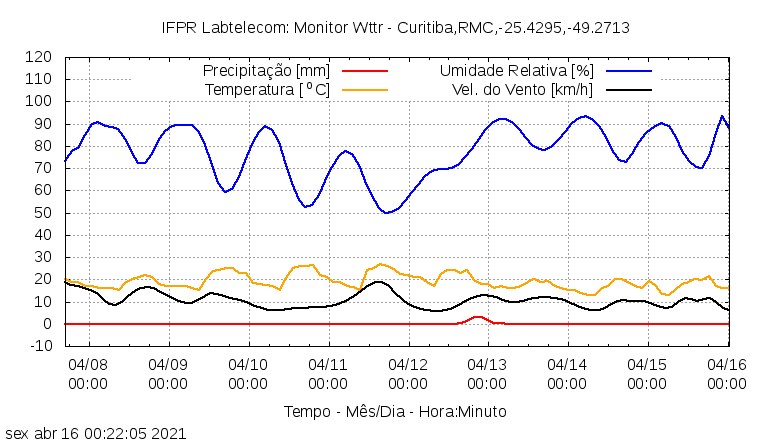 IFPR Labtelecom: Monitor Wttr - Curitiba,RMC,-25.4295,-49.2713
Precipitação [mm]
Temperatura [⁰C]
Umidade Relativa [%]
Vel. do Vento [km/h]
120
110
100
90
80
70
60
50
40
30
20
10
0
-10
04/08 04/09 04/10 04/11 04/12 04/13 04/14 04/15 04/16
00:00 00:00 00:00 00:00 00:00 00:00 00:00 00:00 00:00
Tempo - Mês/Dia - Hora:Minuto
sex abr 16 00:22:05 2021